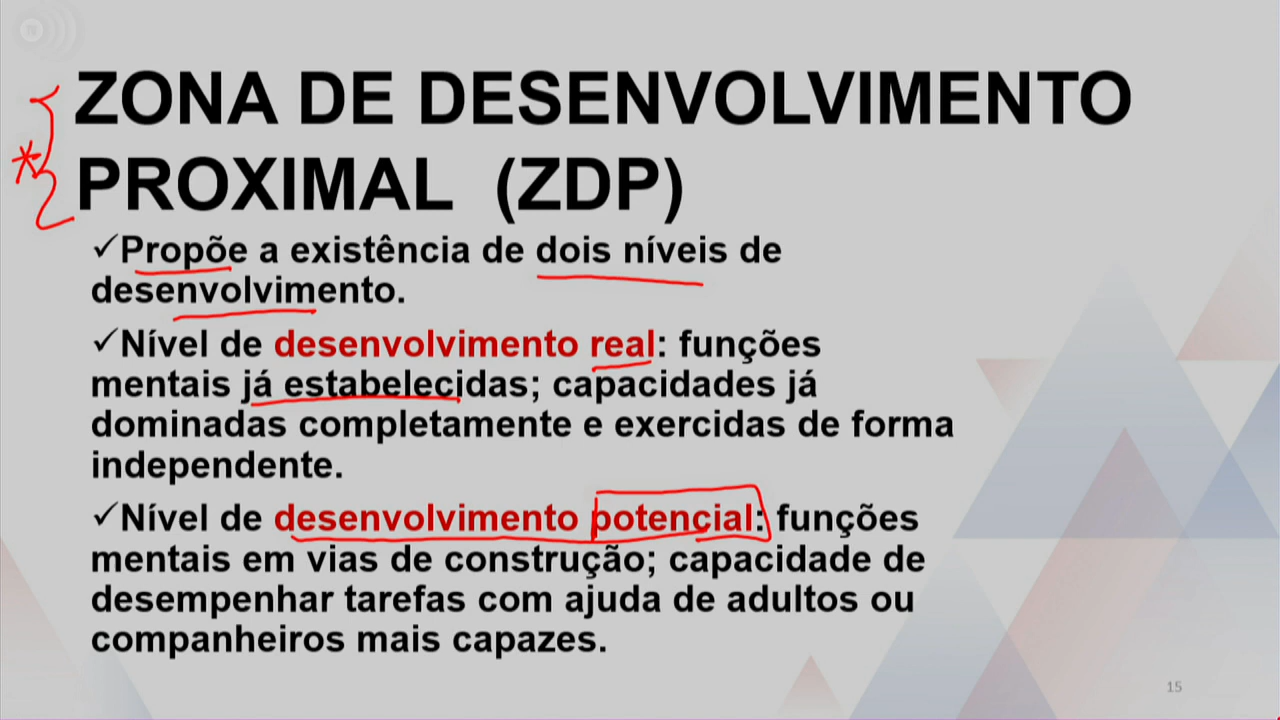 ZONA DE DESENVOLVIMENTO
PROXIMAL (ZDP)
✓Propõe a existência de dois níveis de
desenvolvimento.
✓Nível de desenvolvimento real: funções
mentais já estabelecidas; capacidades já
dominadas completamente e exercidas de forma
independente.
✓Nível de desenvolvimento potencial: funções
mentais em vias de construção; capacidade de
desempenhar tarefas com ajuda de adultos ou
companheiros mais capazes.
15